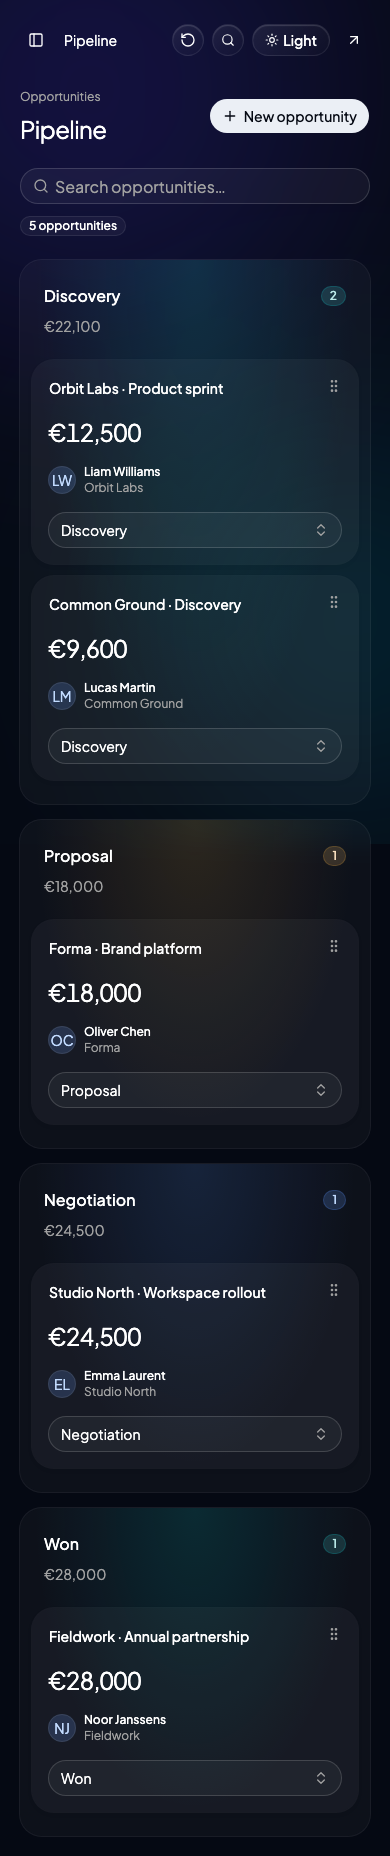 Pipeline
Light
Opportunities
Pipeline
New opportunity
Search opportunities...
5 opportunities
Discovery
2
€22,100
Orbit Labs · Product sprint
€12,500
LW
Liam Williams
Orbit Labs
Discovery
Common Ground · Discovery
€9,600
LM
Lucas Martin
Common Ground
Discovery
Proposal
1
€18,000
Forma · Brand platform
€18,000
OC
Oliver Chen
Forma
Proposal
Negotiation
1
€24,500
Studio North · Workspace rollout
€24,500
EL
Emma Laurent
Studio North
Negotiation
Won
1
€28,000
Fieldwork · Annual partnership
€28,000
NJ
Noor Janssens
Fieldwork
Won